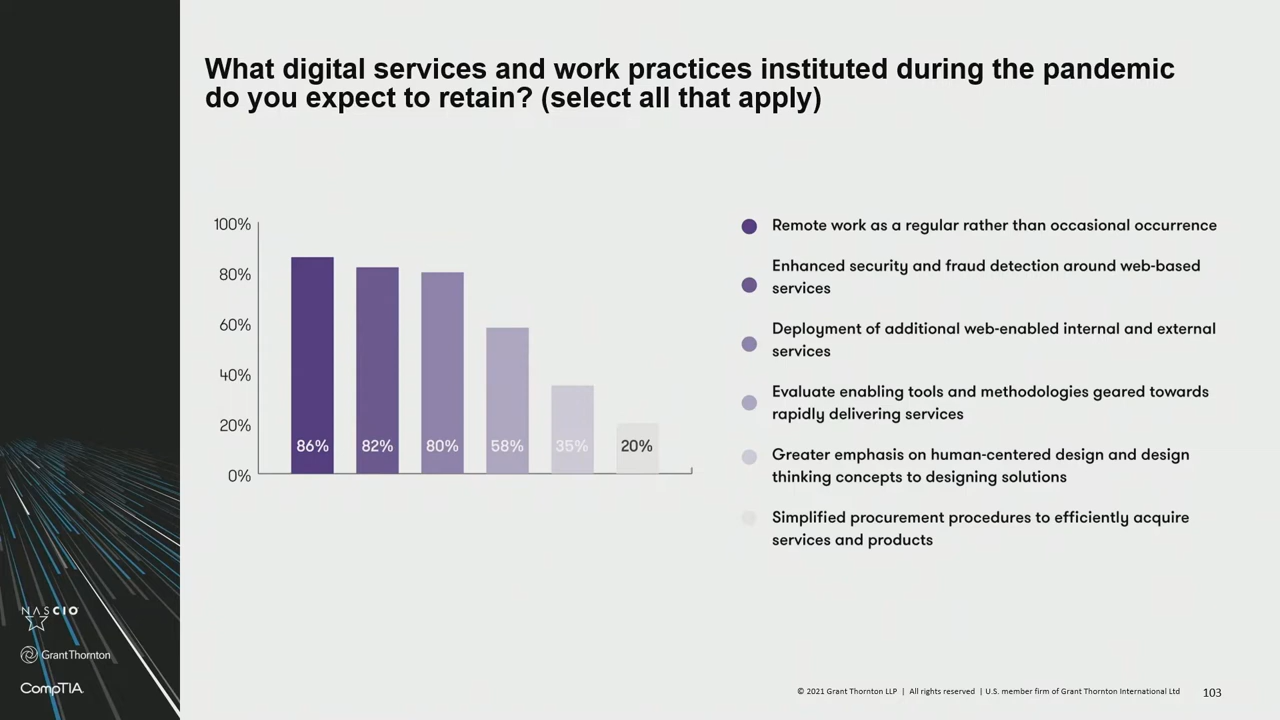 What digital services and work practices instituted during the pandemic
do you expect to retain? (select all that apply)
100%
80%
60%
40%
20%
0%
86%
82%
80%
58%
35%
20%
Remote work as a regular rather than occasional occurrence
Enhanced security and fraud detection around web-based
services
Deployment of additional web-enabled internal and external
services
Evaluate enabling tools and methodologies geared towards
rapidly delivering services
Greater emphasis on human-centered design and design
thinking concepts to designing solutions
Simplified procurement procedures to efficiently acquire
services and products
NASCIO
GrantThornton
CompTIA
© 2021 Grant Thornton LLP | All rights reserved | U.S. member firm of Grant Thornton International Ltd
103